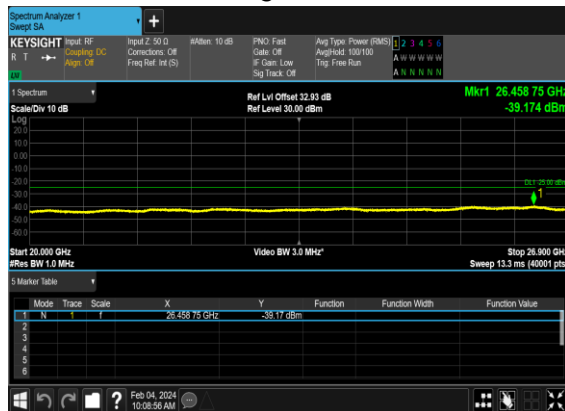 Spectrum Analyzer 1
Swept SA
+
KEYSIGHT Input: RF Input Z: 50 Ω #Atten: 10 dB PNO: Fast Avg Type: Power (RMS) 1 2 3 4 5 6
R T Coupling: DC Corrections: Off Gate: Off Avg|Hold: 100/100 A W W W W W
Align: Off Freq Ref: Int (S) IF Gain: Low Trig: Free Run
Sig Track: Off A N N N N N
LW
1 Spectrum Ref Lvl Offset 32.93 dB Mkr1 26.458 75 GHz
Scale/Div 10 dB Ref Level 30.00 dBm -39.174 dBm
Log
20.0
10.0
0.00
-10.0
-20.0 DL1 -25.00 dBm
-30.0 1
-40.0
-50.0
-60.0
Start 20.000 GHz Video BW 3.0 MHz* Stop 26.900 GHz
#Res BW 1.0 MHz Sweep 13.3 ms (40001 pts)
5 Marker Table
Mode Trace Scale X Y Function Function Width Function Value
1 N 1 f 26.458 75 GHz -39.17 dBm
2
3
4
5
6
? Feb 04, 2024
10:08:56 AM